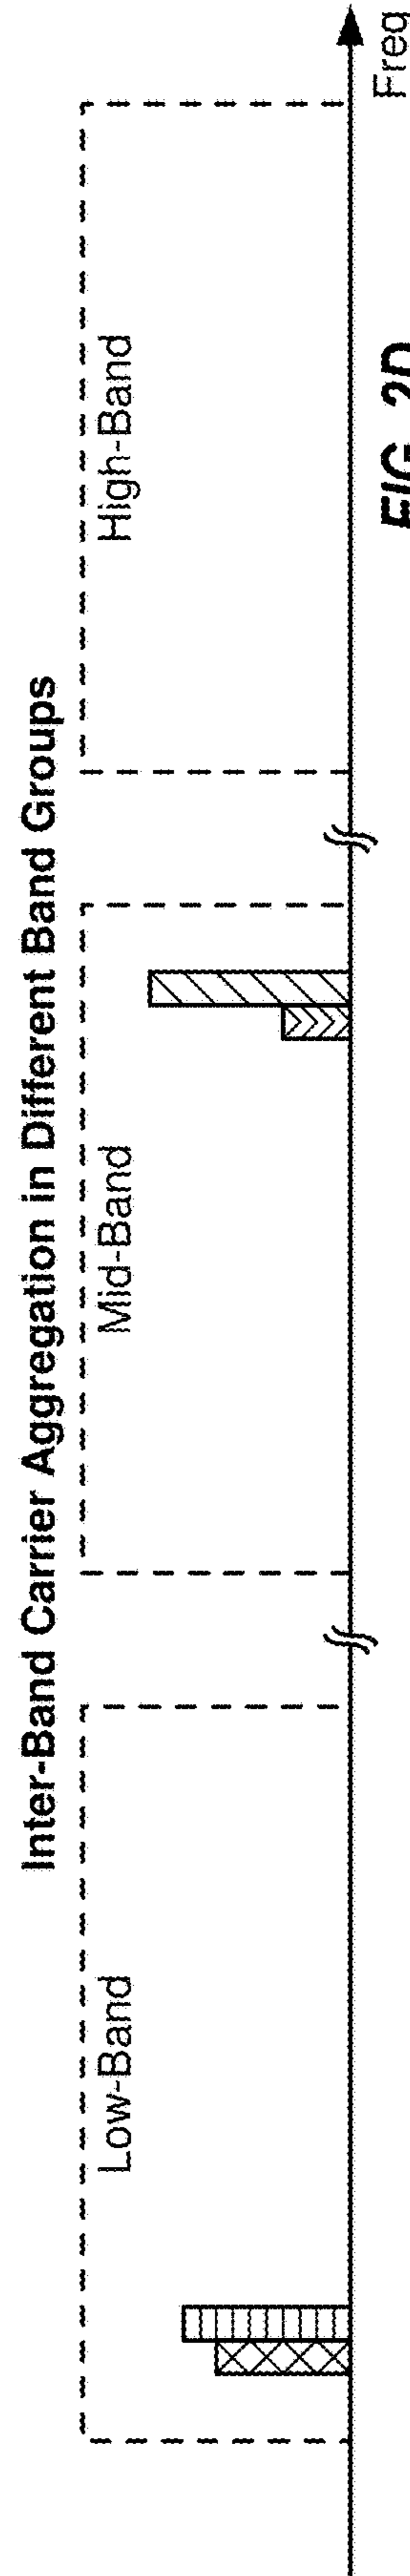 Inter-Band Carrier Aggregation in Different Band Groups
Low-Band
Mid-Band
High-Band
Freq
FIG. 2D